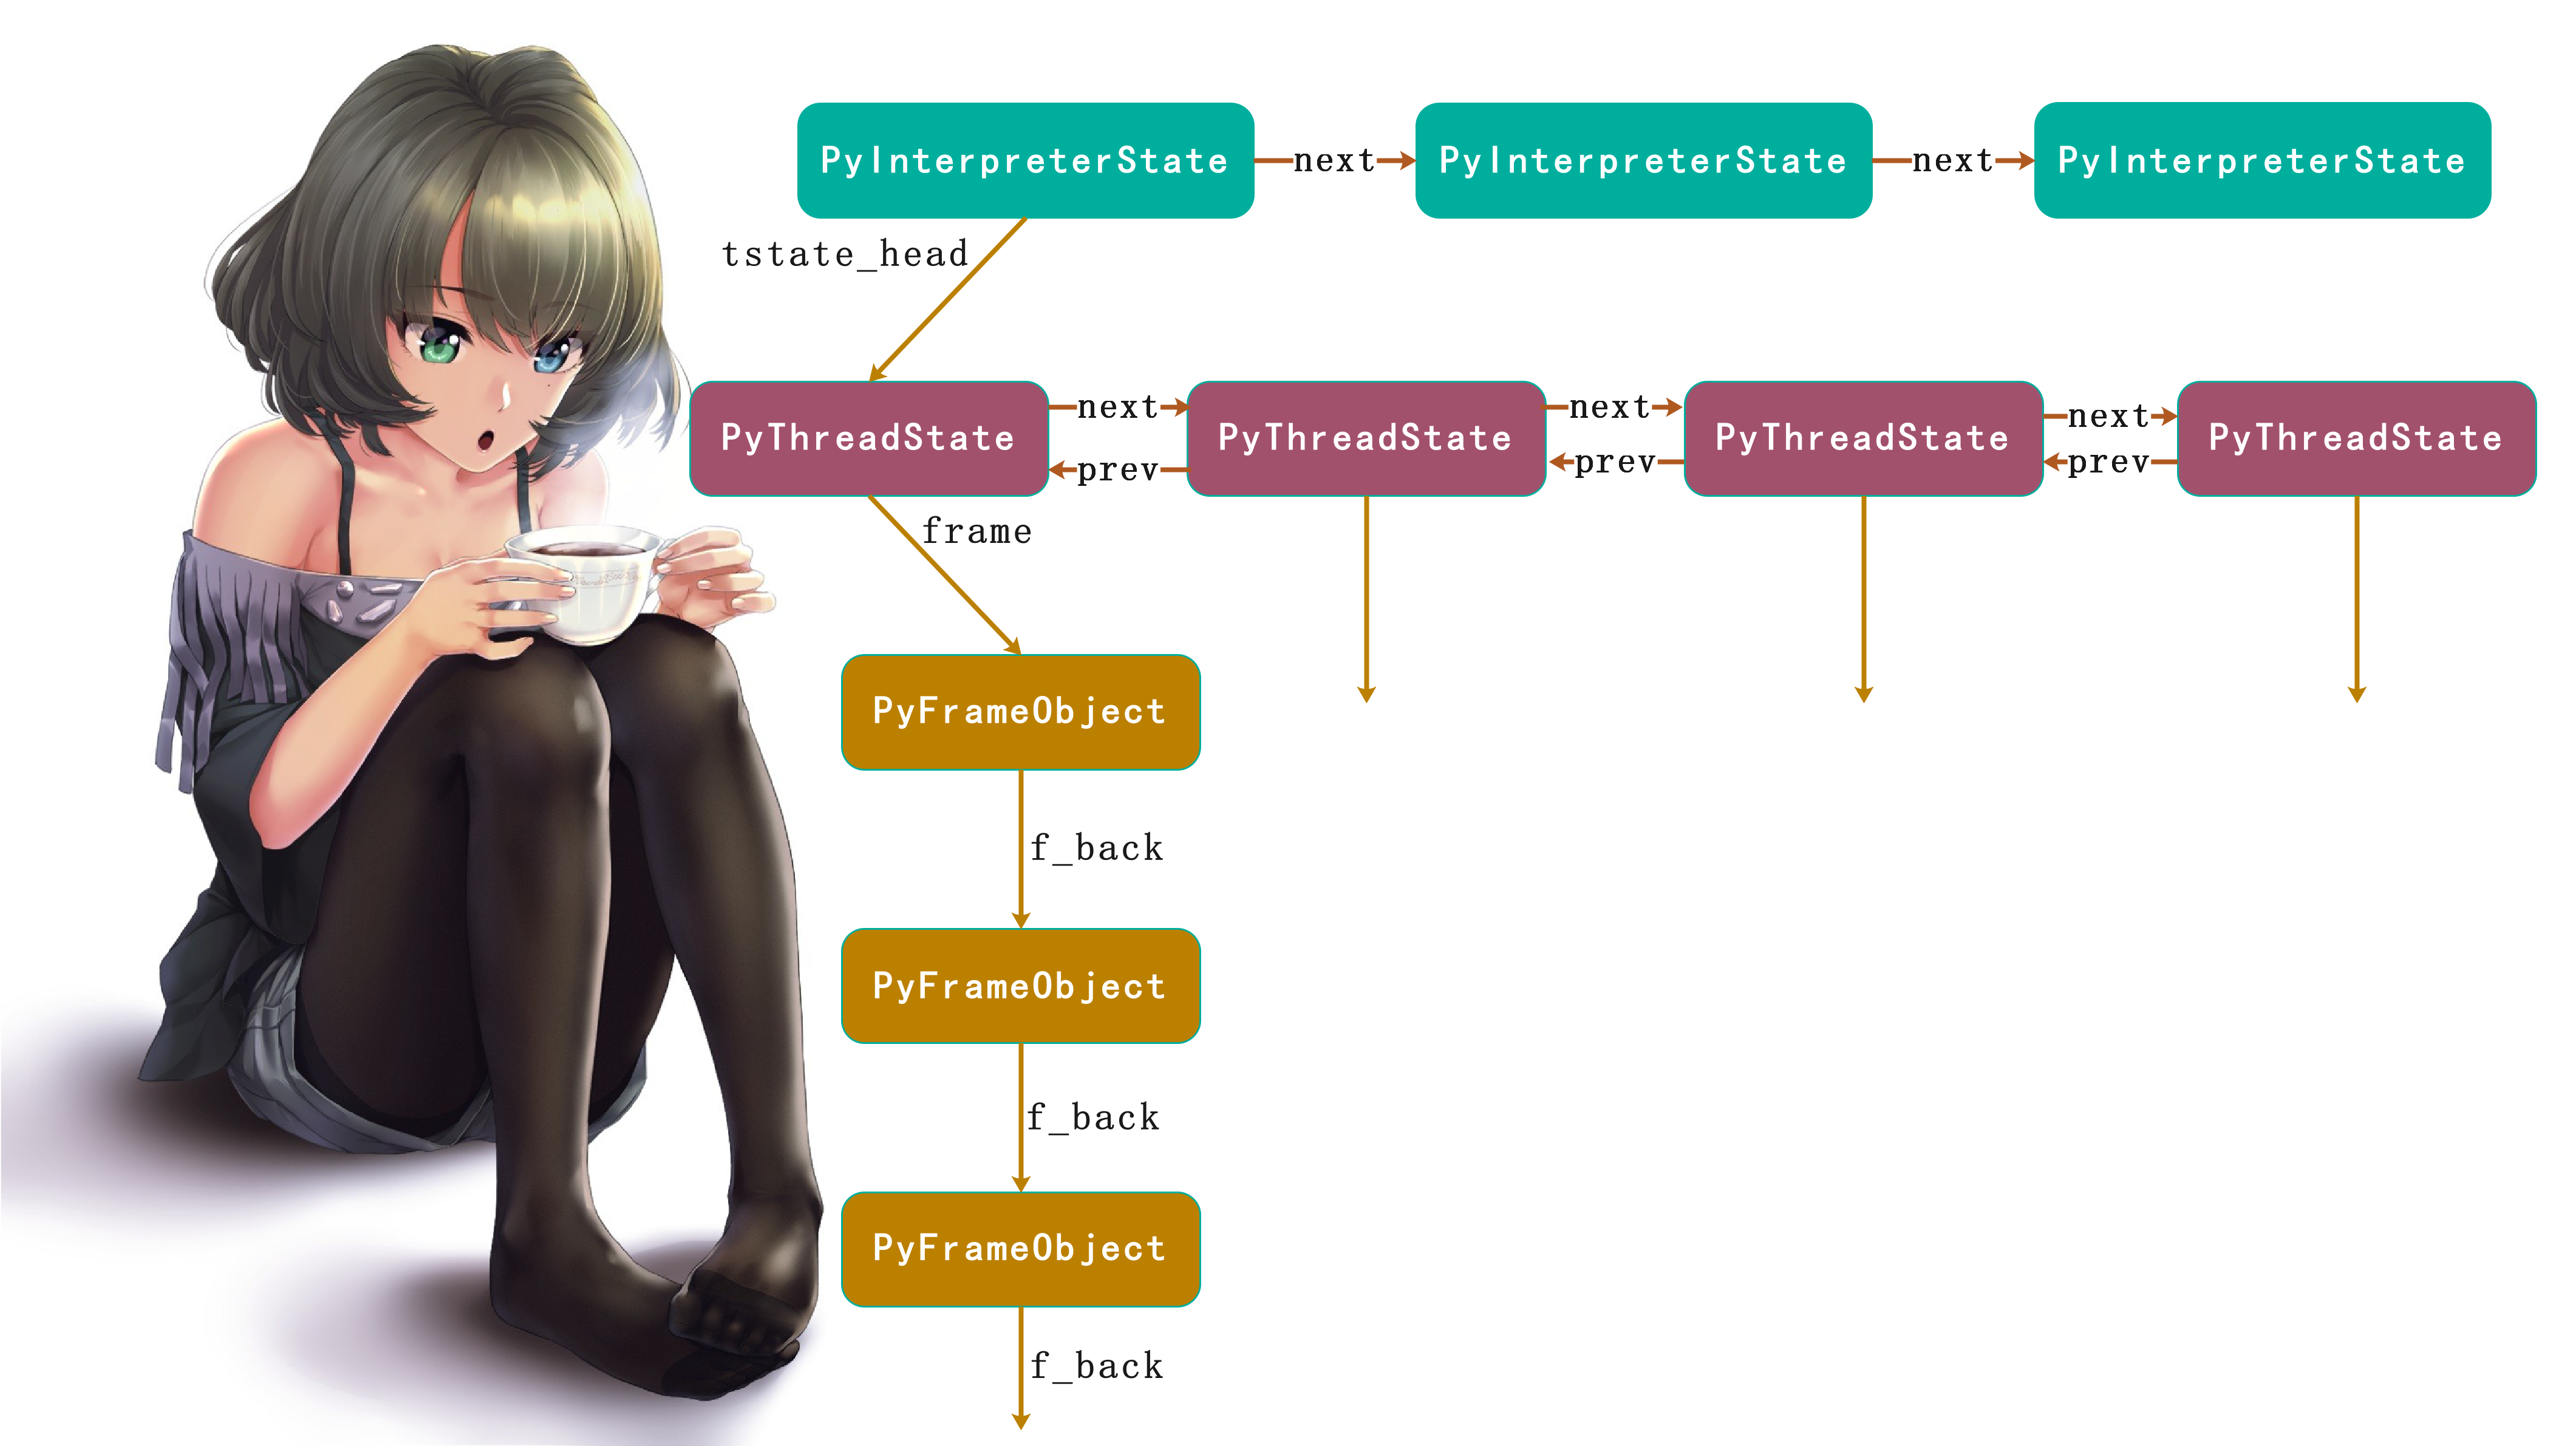 PyInterpreterState next PyInterpreterState next PyInterpreterState
tstate_head
PyThreadState next PyThreadState next PyThreadState next PyThreadState
prev prev prev
frame
PyFrameObject
f_back
PyFrameObject
f_back
PyFrameObject
f_back